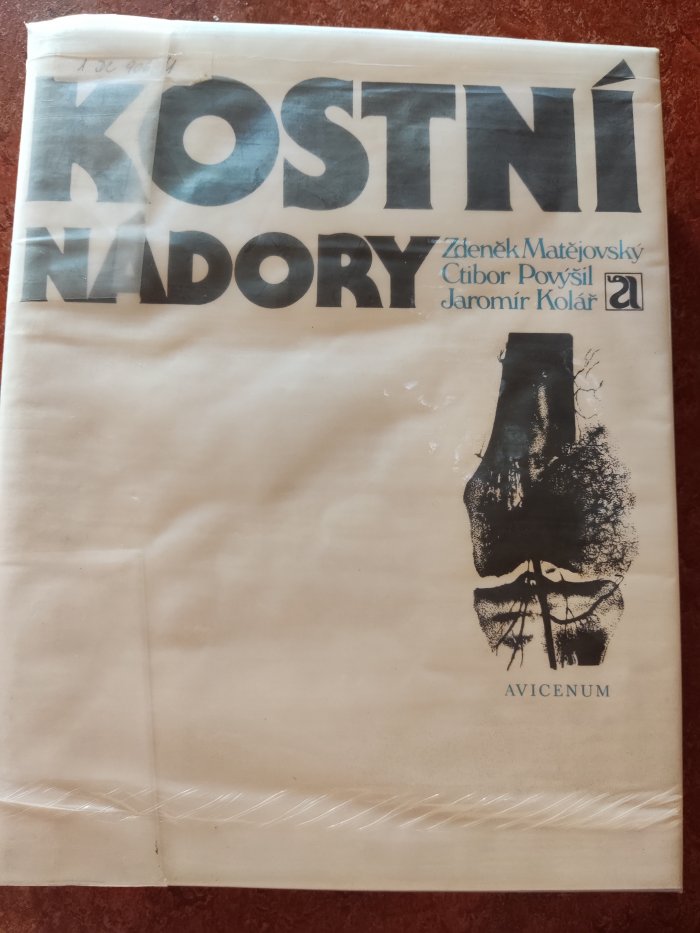 KOSTNÍ
NÁDORY
Zdeněk Matějovský
Ctibor Povýšil
Jaromír Kolář
AVICENUM